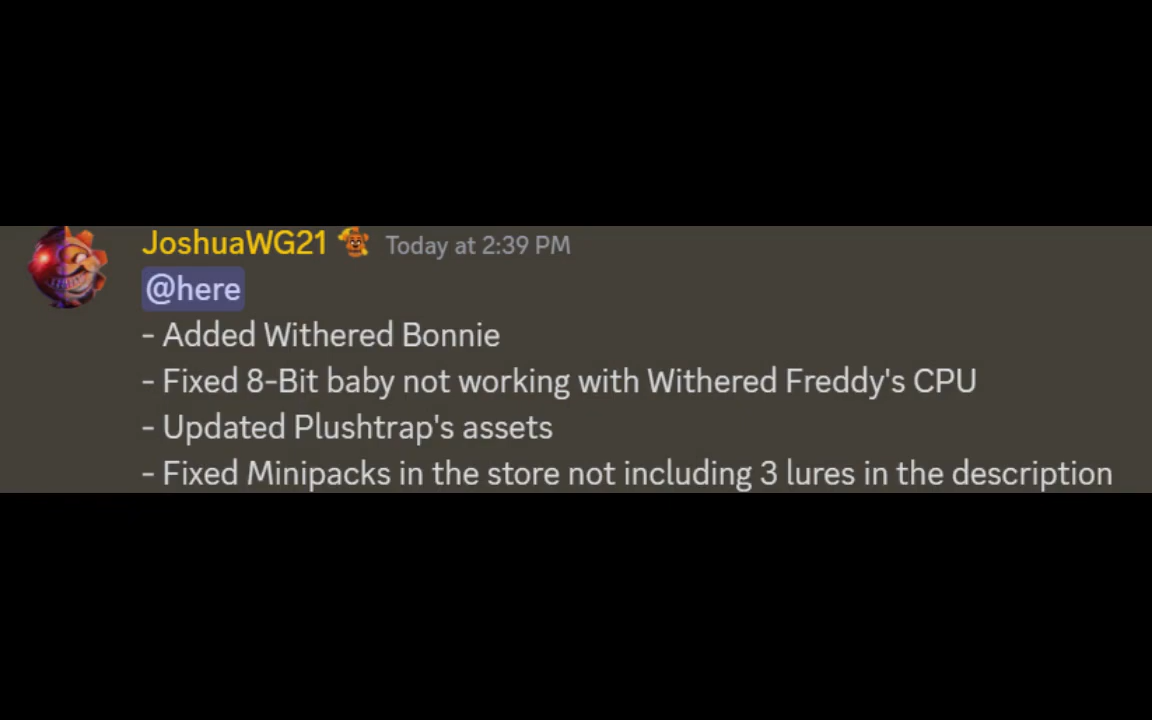 JoshuaWG21 Today at 2:39 PM
@here
- Added Withered Bonnie
- Fixed 8-Bit baby not working with Withered Freddy's CPU
- Updated Plushtrap's assets
- Fixed Minipacks in the store not including 3 lures in the description